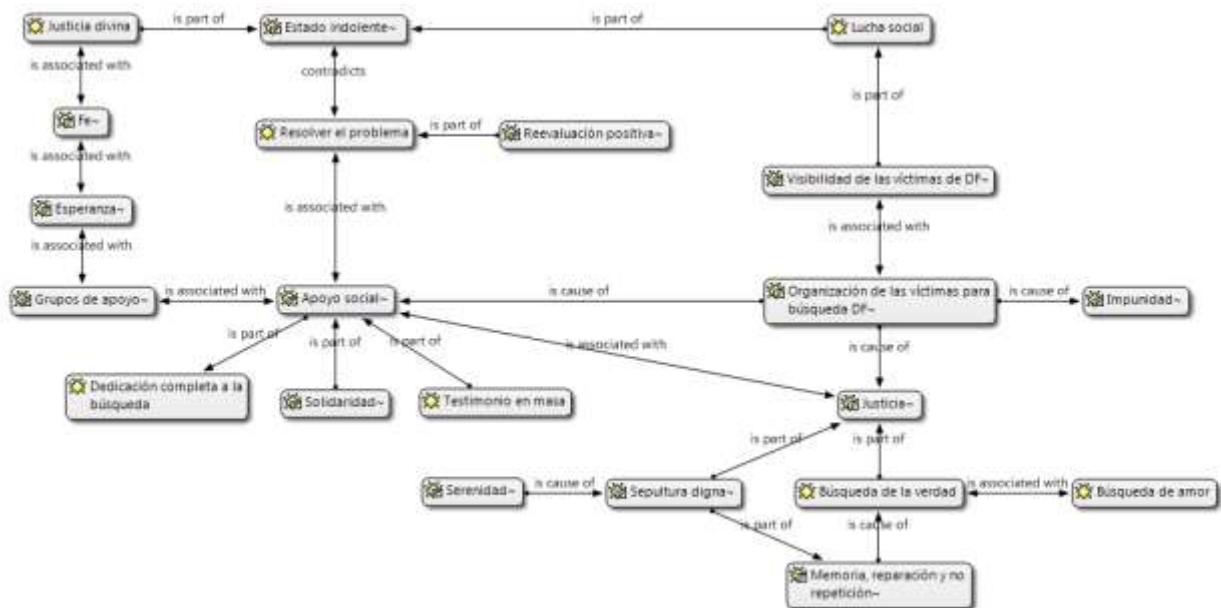 Justicia divina
is part of
Estado indolente~
is part of
Lucha social
is associated with
contradicts
is part of
Fe~
Resolver el problema
is part of
Reevaluación positiva~
is associated with
Visibilidad de las víctimas de DF~
Esperanza~
is associated with
is associated with
is associated with
Grupos de apoyo~
is associated with
Apoyo social~
is cause of
Organización de las víctimas para
búsqueda DF~
is cause of
Impunidad~
is part of
is part of
is part of
is associated with
is cause of
Dedicación completa a la
búsqueda
Solidaridad~
Testimonio en masa
Justicia~
is part of
is part of
Serenidad~
is cause of
Sepultura digna~
Búsqueda de la verdad
is associated with
Búsqueda de amor
is part of
is cause of
Memoria, reparación y no
repetición~